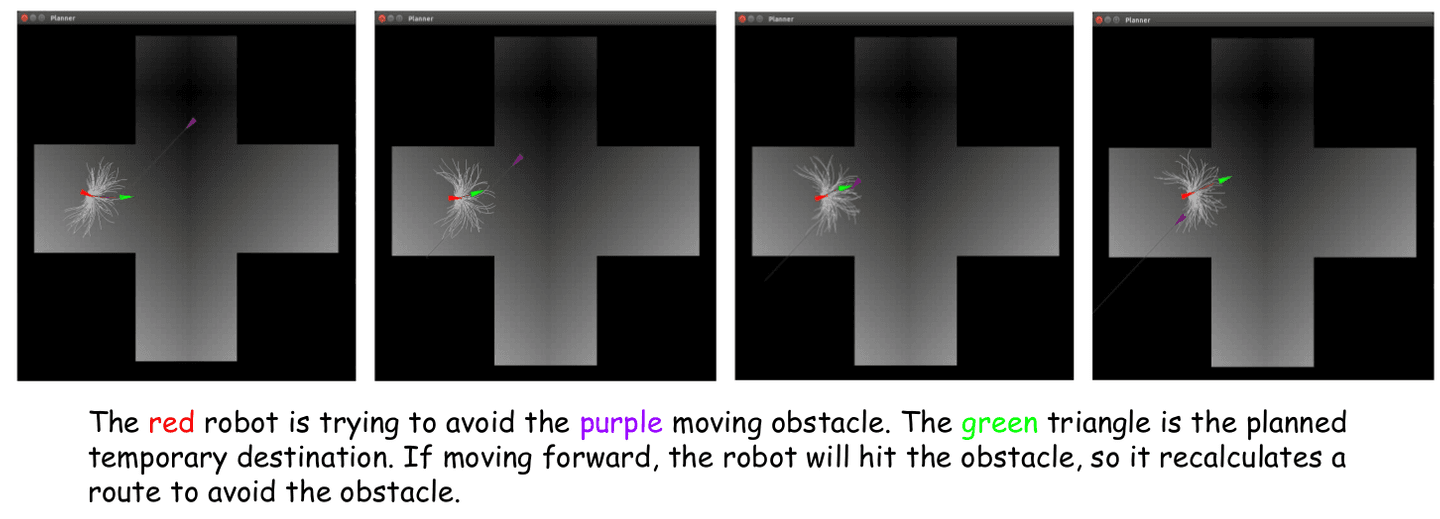 Planner
Planner
Planner
Planner
The red robot is trying to avoid the purple moving obstacle. The green triangle is the planned
temporary destination. If moving forward, the robot will hit the obstacle, so it recalculates a
route to avoid the obstacle.